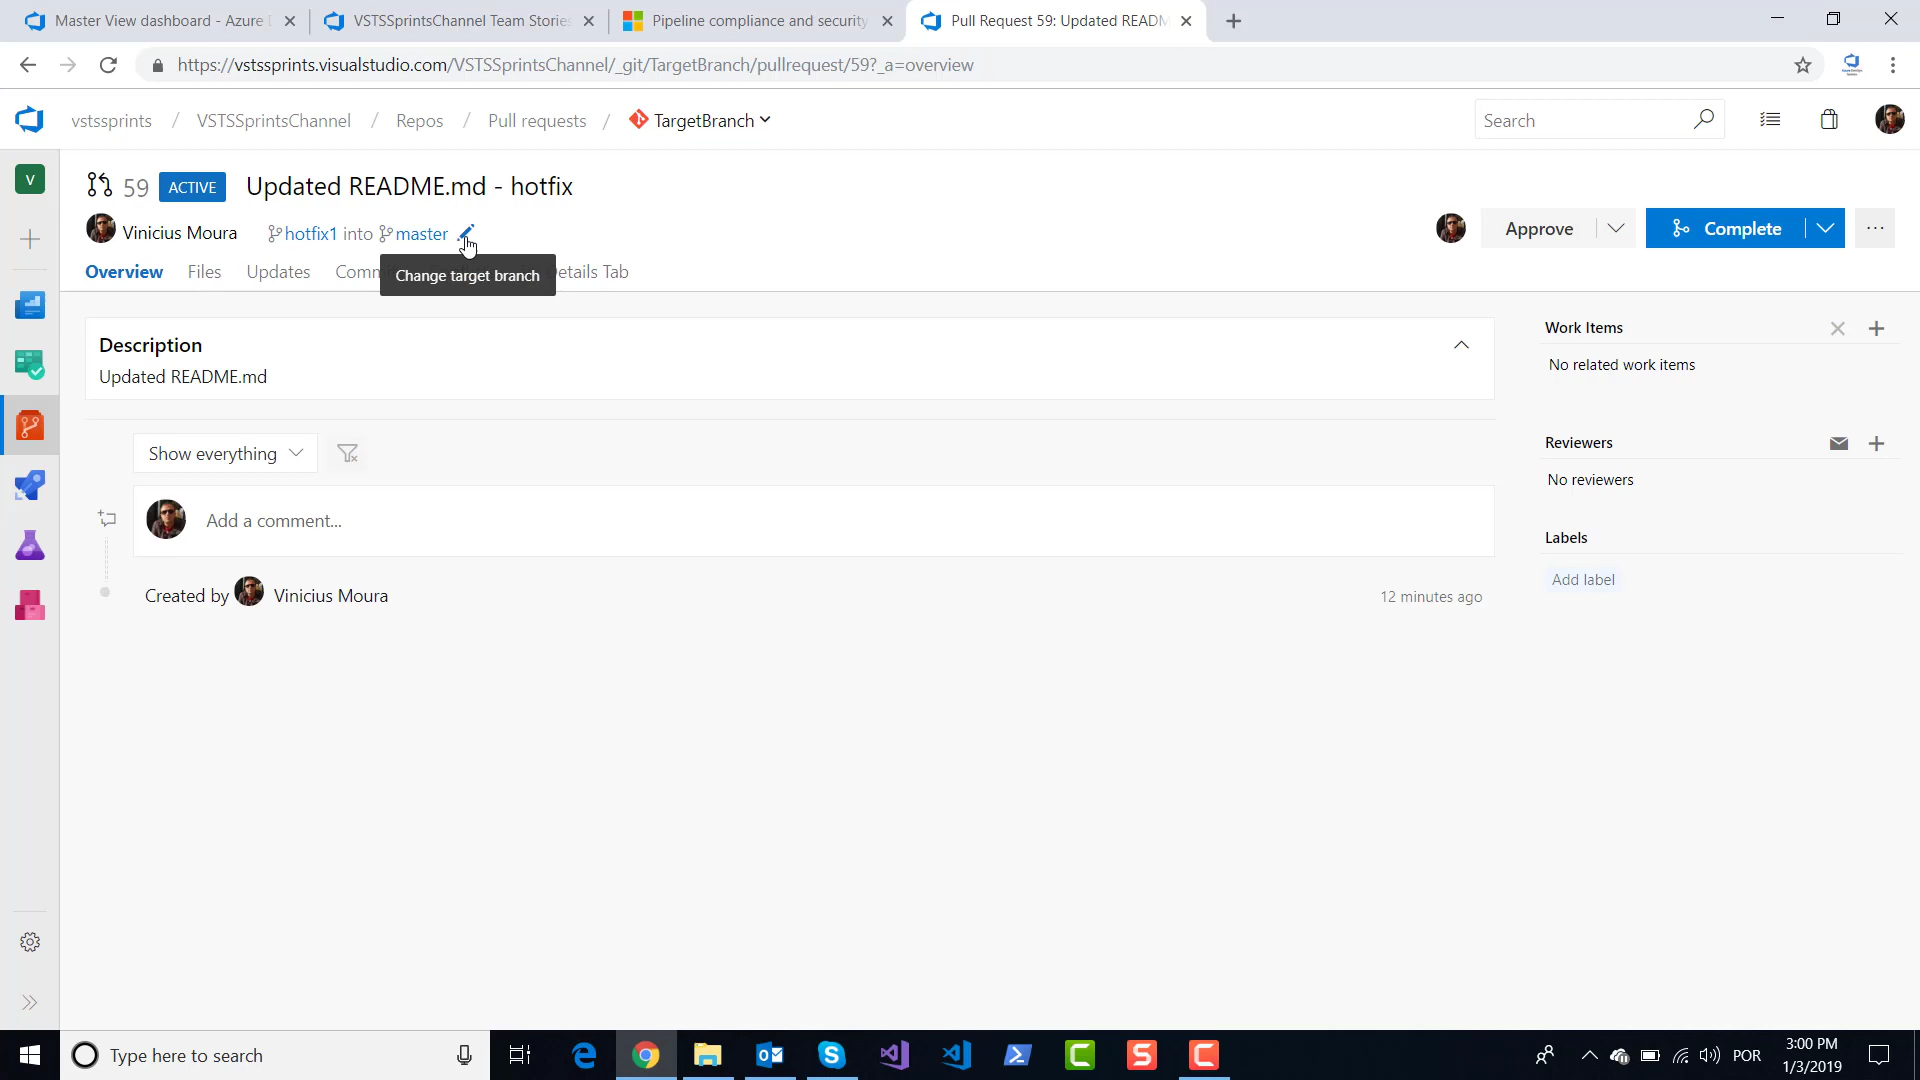 Master View dashboard - Azure D
VSTSSprintsChannel Team Stories
Pipeline compliance and security
Pull Request 59: Updated READM
https://vstssprints.visualstudio.com/VSTSSprintsChannel/_git/TargetBranch/pullrequest/59?_a=overview
vstssprints / VSTSSprintsChannel / Repos / Pull requests / TargetBranch
Search
V
59 ACTIVE Updated README.md - hotfix
Vinicius Moura hotfix1 into master
Approve
Complete
Overview Files Updates Comm etails Tab
Change target branch
Description
Updated README.md
Work Items
No related work items
Reviewers
No reviewers
Labels
Add label
Show everything
Add a comment...
Created by Vinicius Moura
12 minutes ago
Type here to search
POR
3:00 PM
1/3/2019